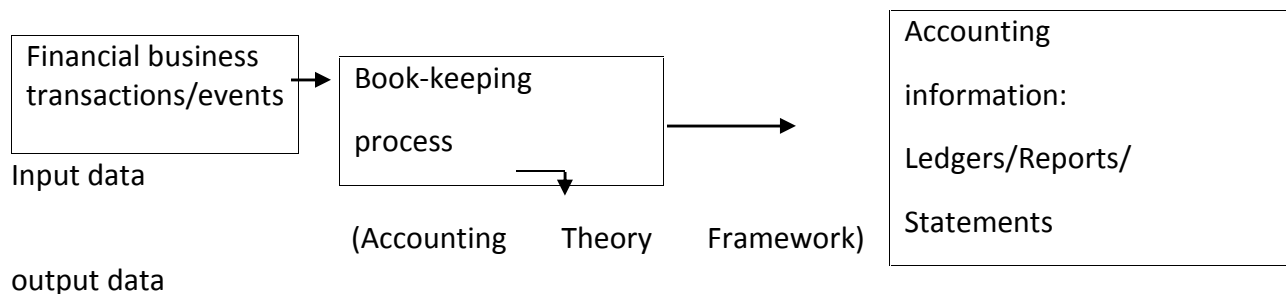 Financial business
transactions/events
Input data
Book-keeping
process
(Accounting Theory Framework)
Accounting
information:
Ledgers/Reports/
Statements
output data